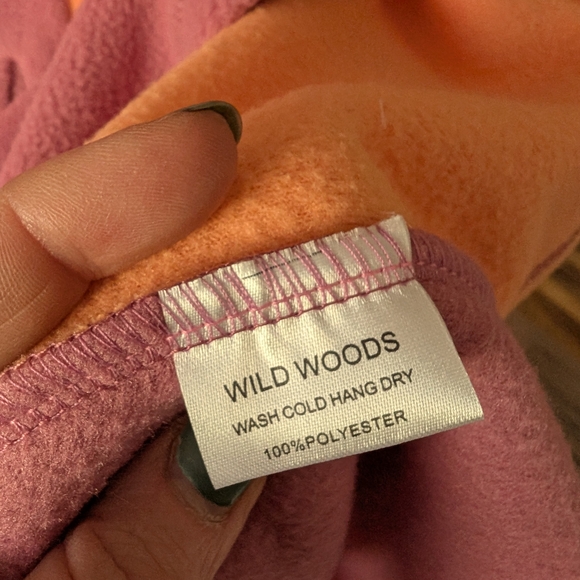 WILD WOODS
WASH COLD HANG DRY
100%POLYESTER